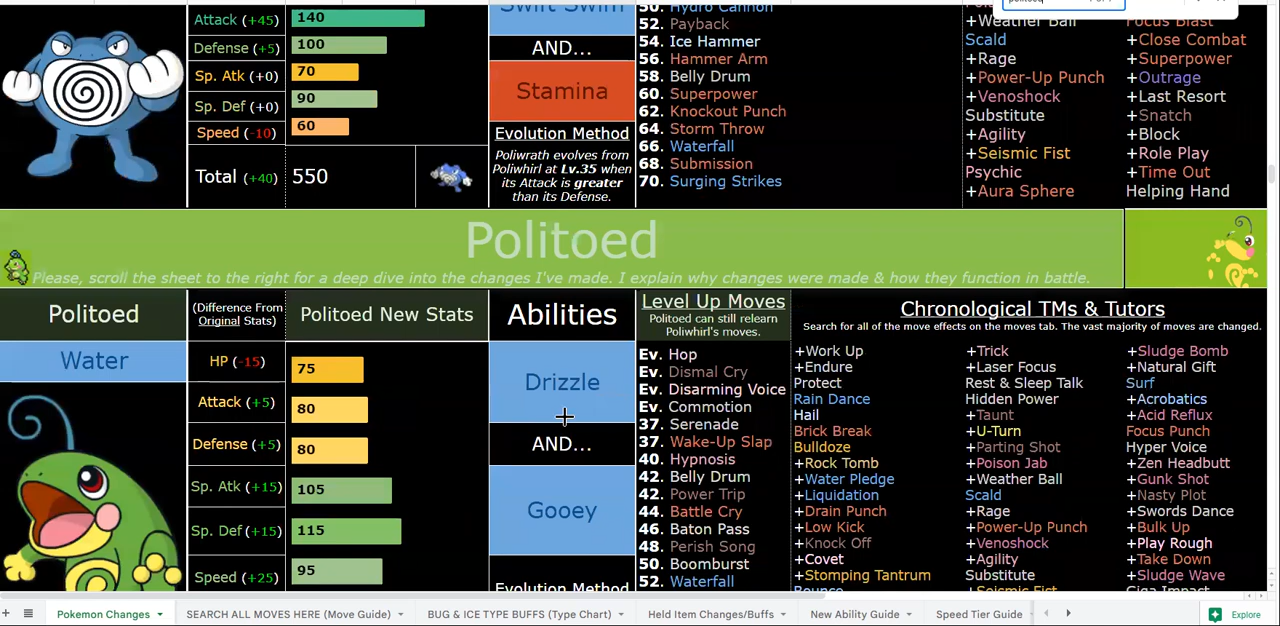 politoed
Attack (+45) 140
Defense (+5) 100
Sp. Atk (+0) 70
Sp. Def (+0) 90
Speed (-10) 60
Total (+40) 550
Swift Swim
AND...
Stamina
Evolution Method
Poliwrath evolves from
Poliwhirl at Lv.35 when
its Attack is greater
than its Defense.
50. Hydro Cannon
52. Payback
54. Ice Hammer
56. Hammer Arm
58. Belly Drum
60. Superpower
62. Knockout Punch
64. Storm Throw
66. Waterfall
68. Submission
70. Surging Strikes
+Weather Ball
Scald
+Rage
+Power-Up Punch
+Venoshock
Substitute
+Agility
+Seismic Fist
Psychic
+Aura Sphere
Focus Blast
+Close Combat
+Superpower
+Outrage
+Last Resort
+Snatch
+Block
+Role Play
+Time Out
Helping Hand
Politoed
Please, scroll the sheet to the right for a deep dive into the changes I've made. I explain why changes were made & how they function in battle.
Politoed
Water
(Difference From
Original Stats)
Politoed New Stats
HP (-15) 75
Attack (+5) 80
Defense (+5) 80
Sp. Atk (+15) 105
Sp. Def (+15) 115
Speed (+25) 95
Abilities
Drizzle
AND...
Gooey
Evolution Method
Level Up Moves
Politoed can still relearn
Poliwhirl's moves.
Ev. Hop
Ev. Dismal Cry
Ev. Disarming Voice
Ev. Commotion
37. Serenade
37. Wake-Up Slap
40. Hypnosis
42. Belly Drum
42. Power Trip
44. Battle Cry
46. Baton Pass
48. Perish Song
50. Boomburst
52. Waterfall
Chronological TMs & Tutors
Search for all of the move effects on the moves tab. The vast majority of moves are changed.
+Work Up
+Endure
Protect
Rain Dance
Hail
Brick Break
Bulldoze
+Rock Tomb
+Water Pledge
+Liquidation
+Drain Punch
+Low Kick
+Knock Off
+Covet
+Stomping Tantrum
Bounce
+Trick
+Laser Focus
Rest & Sleep Talk
Hidden Power
+Taunt
+U-Turn
+Parting Shot
+Poison Jab
+Weather Ball
Scald
+Rage
+Power-Up Punch
+Venoshock
+Agility
Substitute
+Seismic Fist
+Sludge Bomb
+Natural Gift
Surf
+Acrobatics
+Acid Reflux
Focus Punch
Hyper Voice
+Zen Headbutt
+Gunk Shot
+Nasty Plot
+Swords Dance
+Bulk Up
+Play Rough
+Take Down
+Sludge Wave
Giga Impact
Pokemon Changes
SEARCH ALL MOVES HERE (Move Guide)
BUG & ICE TYPE BUFFS (Type Chart)
Held Item Changes/Buffs
New Ability Guide
Speed Tier Guide
Explore